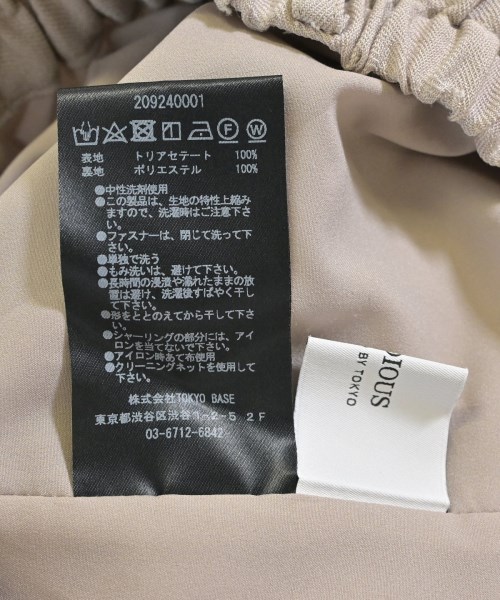 209240001
表地 トリアセテート 100%
裏地 ポリエステル 100%
●中性洗剤使用
●この製品は、生地の特性上縮み
ますので、洗濯時はご注意下さ
い。
●ファスナーは、閉じて洗って下
さい。
●単独で洗う
●もみ洗いは、避けて下さい。
●長時間の浸漬や濡れたままの放
置は避け、洗濯後すばやく干し
て下さい。
●形をととのえてから干して下さ
い。
●シャーリングの部分には、アイ
ロンを当てないで下さい。
●アイロン時あて布使用
●クリーニングネットを使用して
下さい。
株式会社TOKYO BASE
東京都渋谷区渋谷1-2-5 2F
03-6712-6842
DIOUS
BY TOKYO